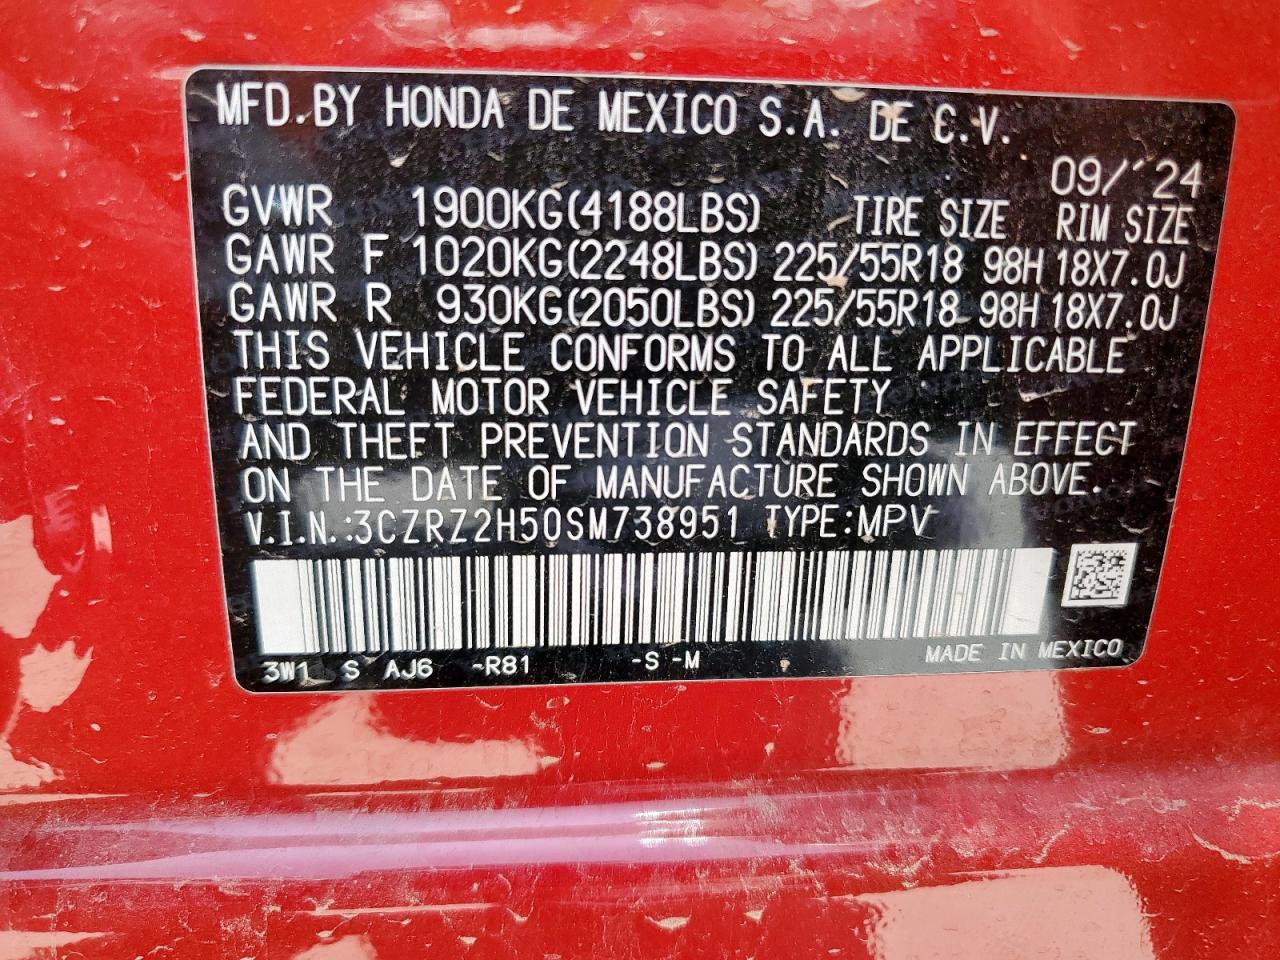 MFD. BY HONDA DE MEXICO S.A. DE C.V.
09/'24
GVWR 1900KG(4188LBS) TIRE SIZE RIM SIZE
GAWR F 1020KG(2248LBS) 225/55R18 98H 18X7.0J
GAWR R 930KG(2050LBS) 225/55R18 98H 18X7.0J
THIS VEHICLE CONFORMS TO ALL APPLICABLE
FEDERAL MOTOR VEHICLE SAFETY
AND THEFT PREVENTION STANDARDS IN EFFECT
ON THE DATE OF MANUFACTURE SHOWN ABOVE.
V.I.N.:3CZRZ2H50SM738951 TYPE:MPV
MADE IN MEXICO
3W1 S AJ6 -R81 -S -M